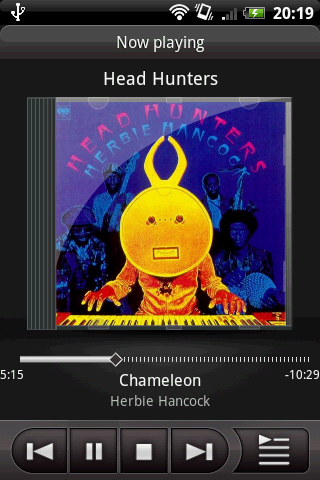 20:19
Now playing
Head Hunters
HEAD HUNTERS
HERBIE HANCOCK
5:15
-10:29
Chameleon
Herbie Hancock